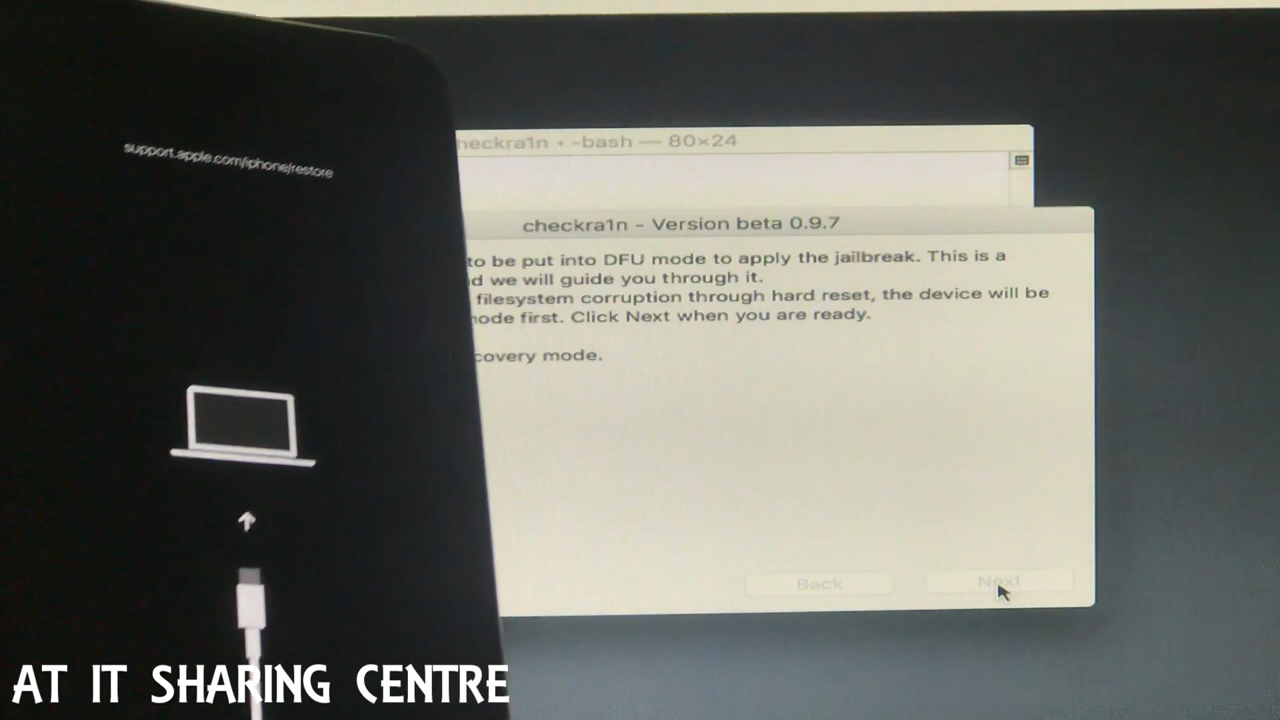 support.apple.com/iphone/restore
heckra1n • -bash — 80×24
checkra1n - Version beta 0.9.7
to be put into DFU mode to apply the jailbreak. This is a
d we will guide you through it.
filesystem corruption through hard reset, the device will be
ode first. Click Next when you are ready.
covery mode.
Back
Next
AT IT SHARING CENTRE